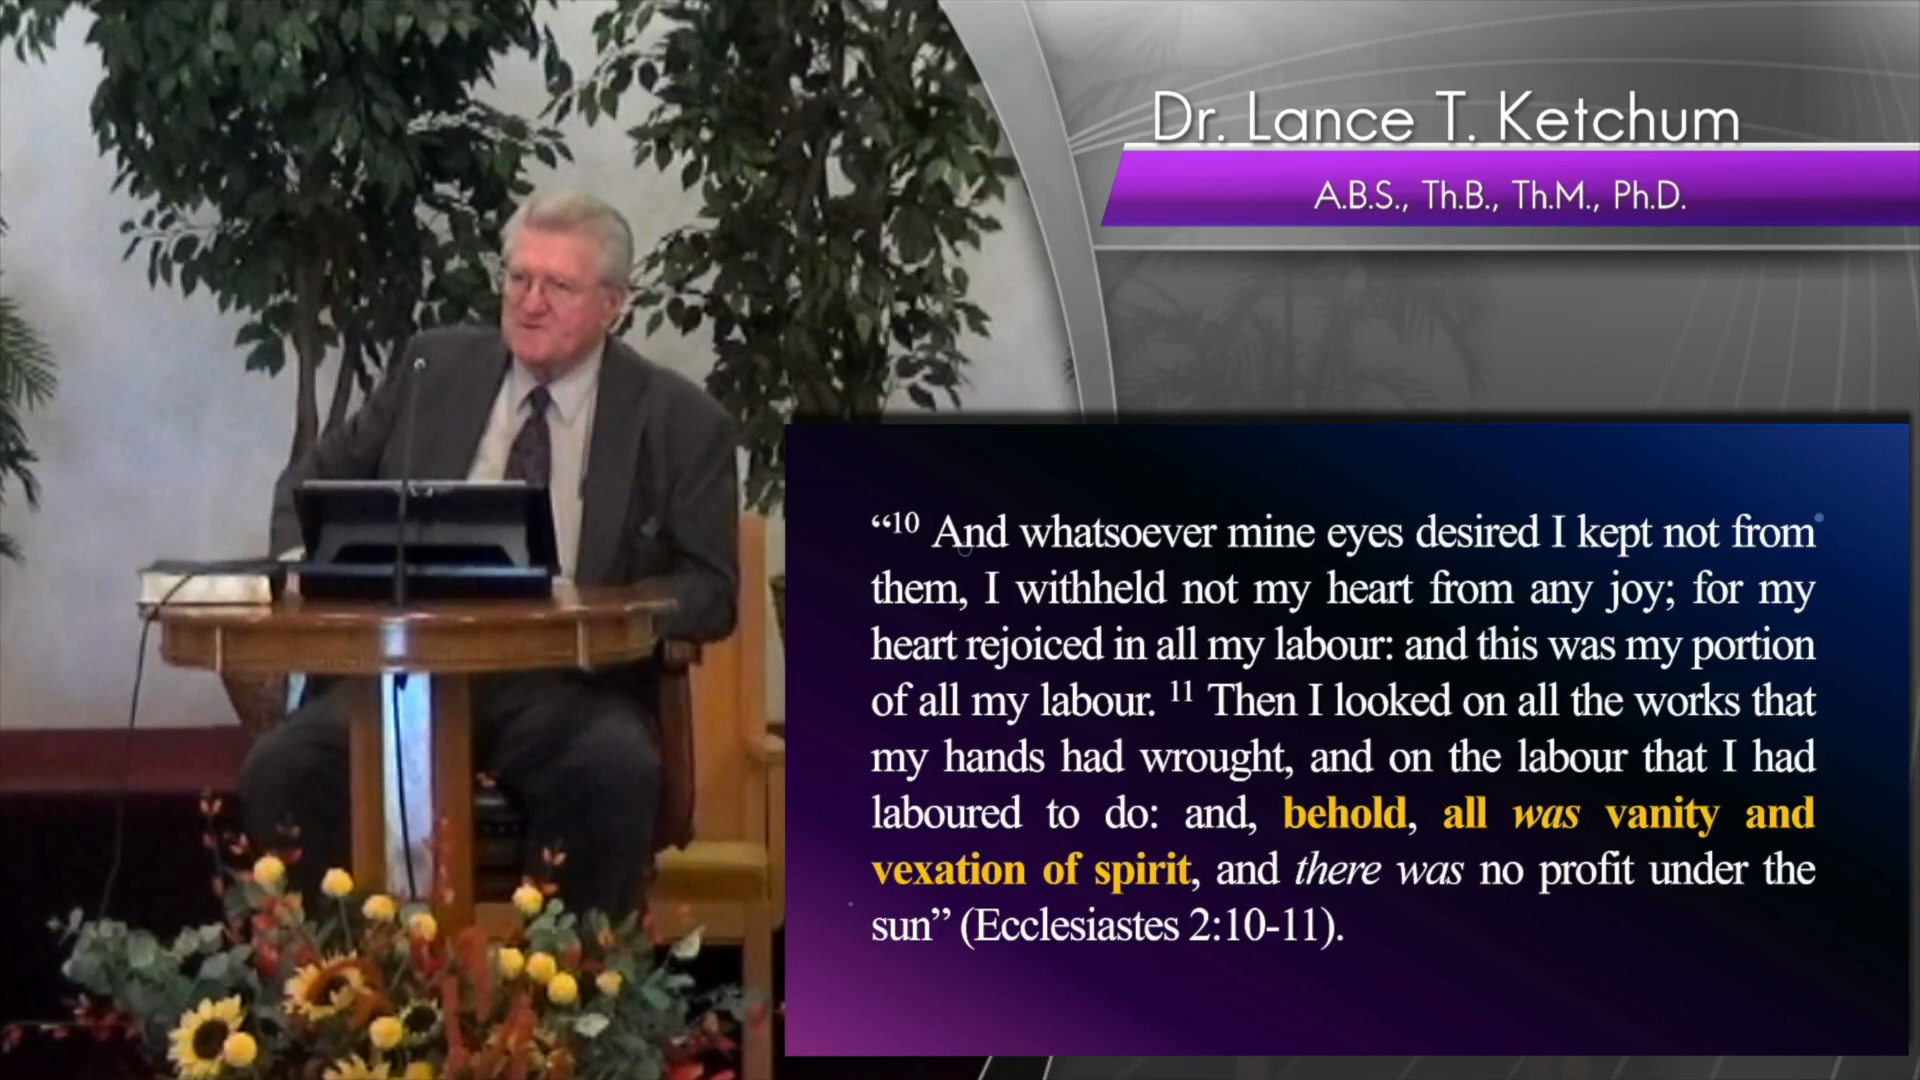 Dr. Lance T. Ketchum
A.B.S., Th.B., Th.M., Ph.D.
“10 And whatsoever mine eyes desired I kept not from
them, I withheld not my heart from any joy; for my
heart rejoiced in all my labour: and this was my portion
of all my labour. 11 Then I looked on all the works that
my hands had wrought, and on the labour that I had
laboured to do: and, behold, all was vanity and
vexation of spirit, and there was no profit under the
sun” (Ecclesiastes 2:10-11).